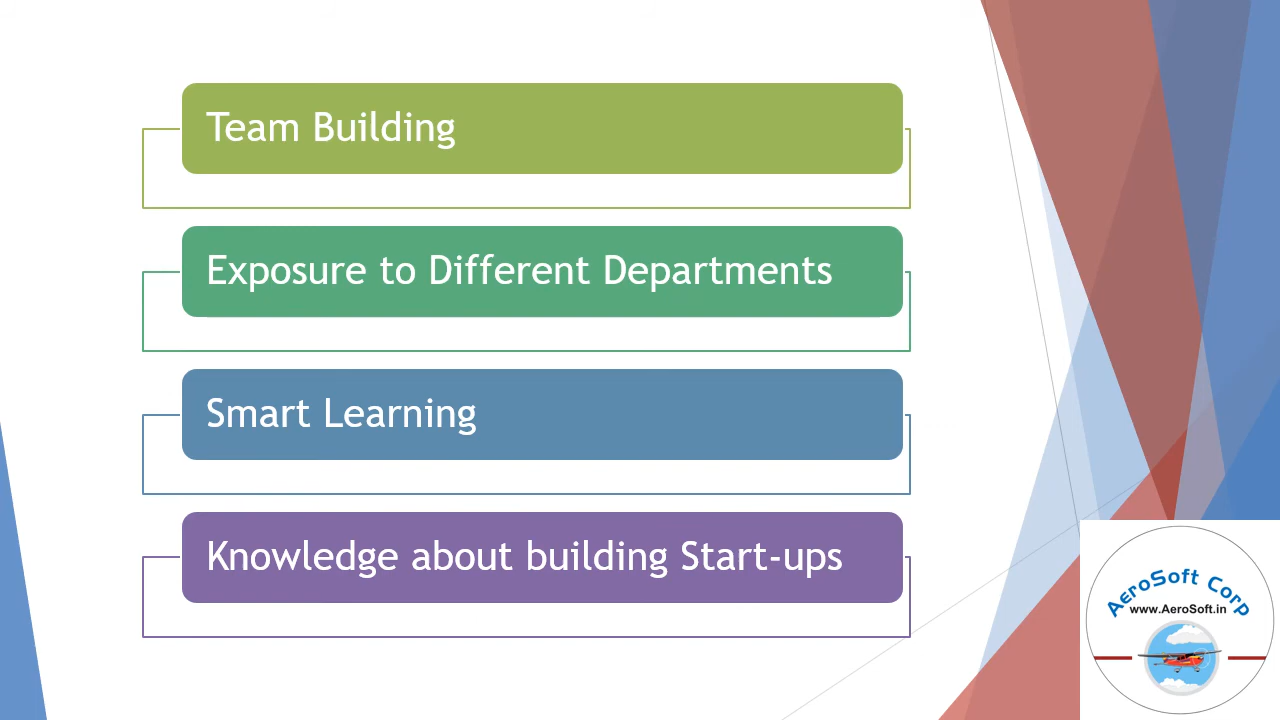 Team Building
Exposure to Different Departments
Smart Learning
Knowledge about building Start-ups
AeroSoft Corp
www.AeroSoft.in